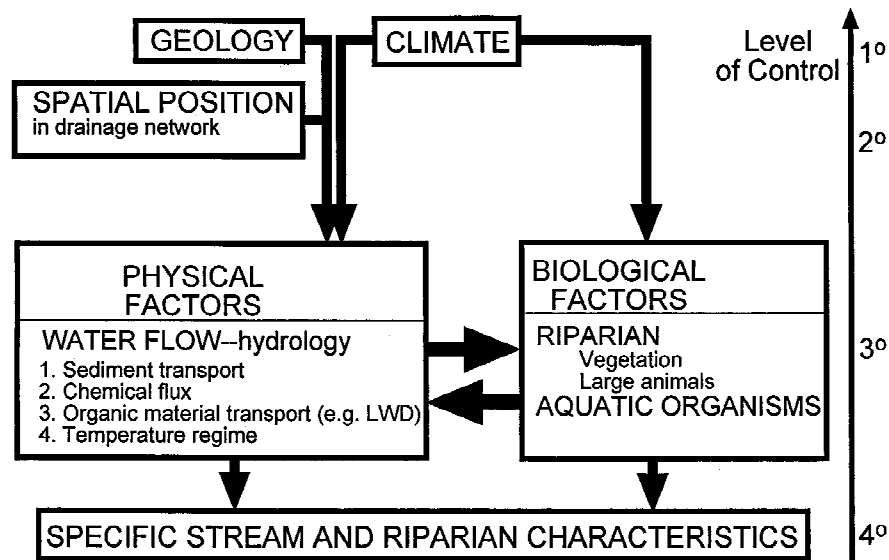 GEOLOGY
CLIMATE
Level
of Control
1º
SPATIAL POSITION
in drainage network
2º
PHYSICAL
FACTORS
WATER FLOW--hydrology
1. Sediment transport
2. Chemical flux
3. Organic material transport (e.g. LWD)
4. Temperature regime
BIOLOGICAL
FACTORS
RIPARIAN
Vegetation
Large animals
AQUATIC ORGANISMS
3º
SPECIFIC STREAM AND RIPARIAN CHARACTERISTICS
4º